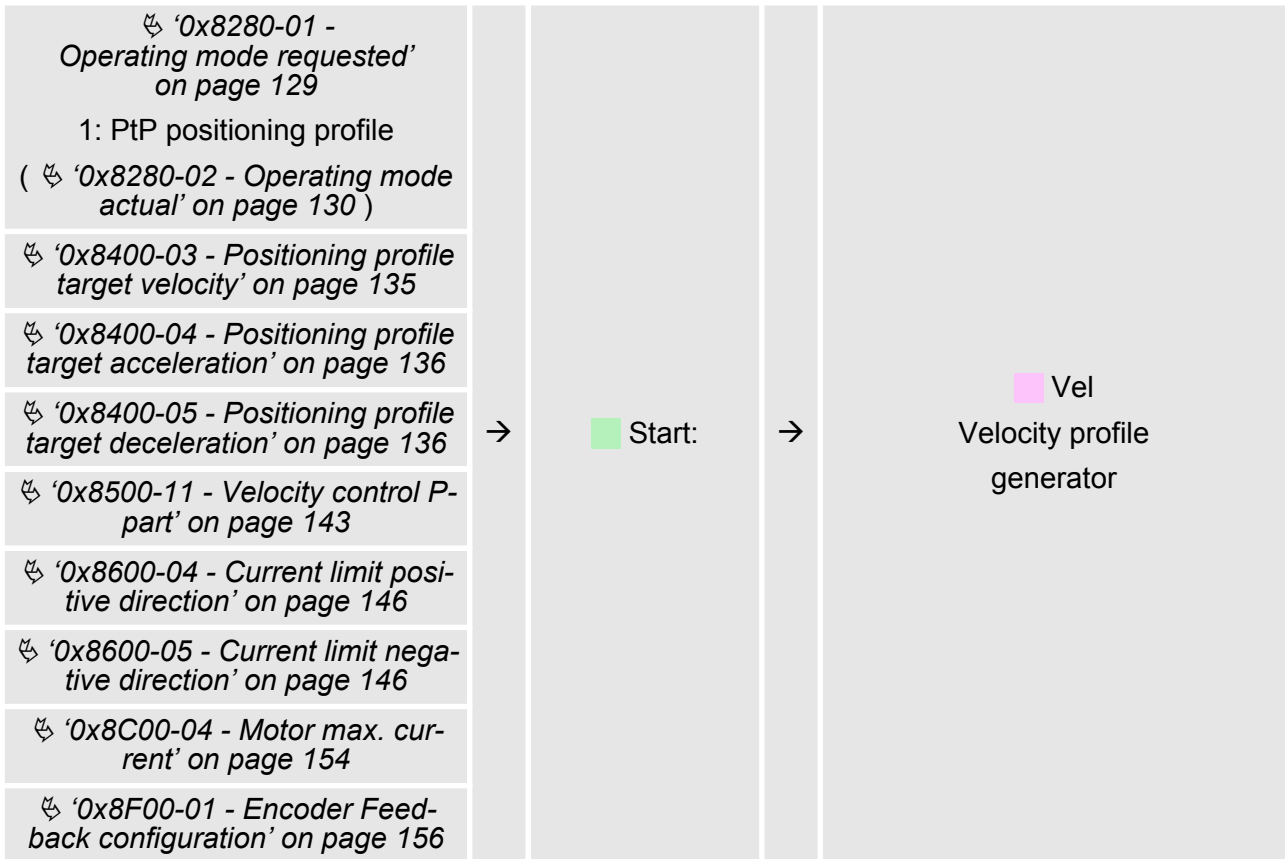 ↳ ‘0x8280-01 -
Operating mode requested’
on page 129
1: PtP positioning profile
( ↳ ‘0x8280-02 - Operating mode
actual’ on page 130 )
↳ ‘0x8400-03 - Positioning profile
target velocity’ on page 135
↳ ‘0x8400-04 - Positioning profile
target acceleration’ on page 136
↳ ‘0x8400-05 - Positioning profile
target deceleration’ on page 136
↳ ‘0x8500-11 - Velocity control P-
part’ on page 143
↳ ‘0x8600-04 - Current limit posi-
tive direction’ on page 146
↳ ‘0x8600-05 - Current limit nega-
tive direction’ on page 146
↳ ‘0x8C00-04 - Motor max. cur-
rent’ on page 154
↳ ‘0x8F00-01 - Encoder Feed-
back configuration’ on page 156
→
Start:
→
Vel
Velocity profile
generator